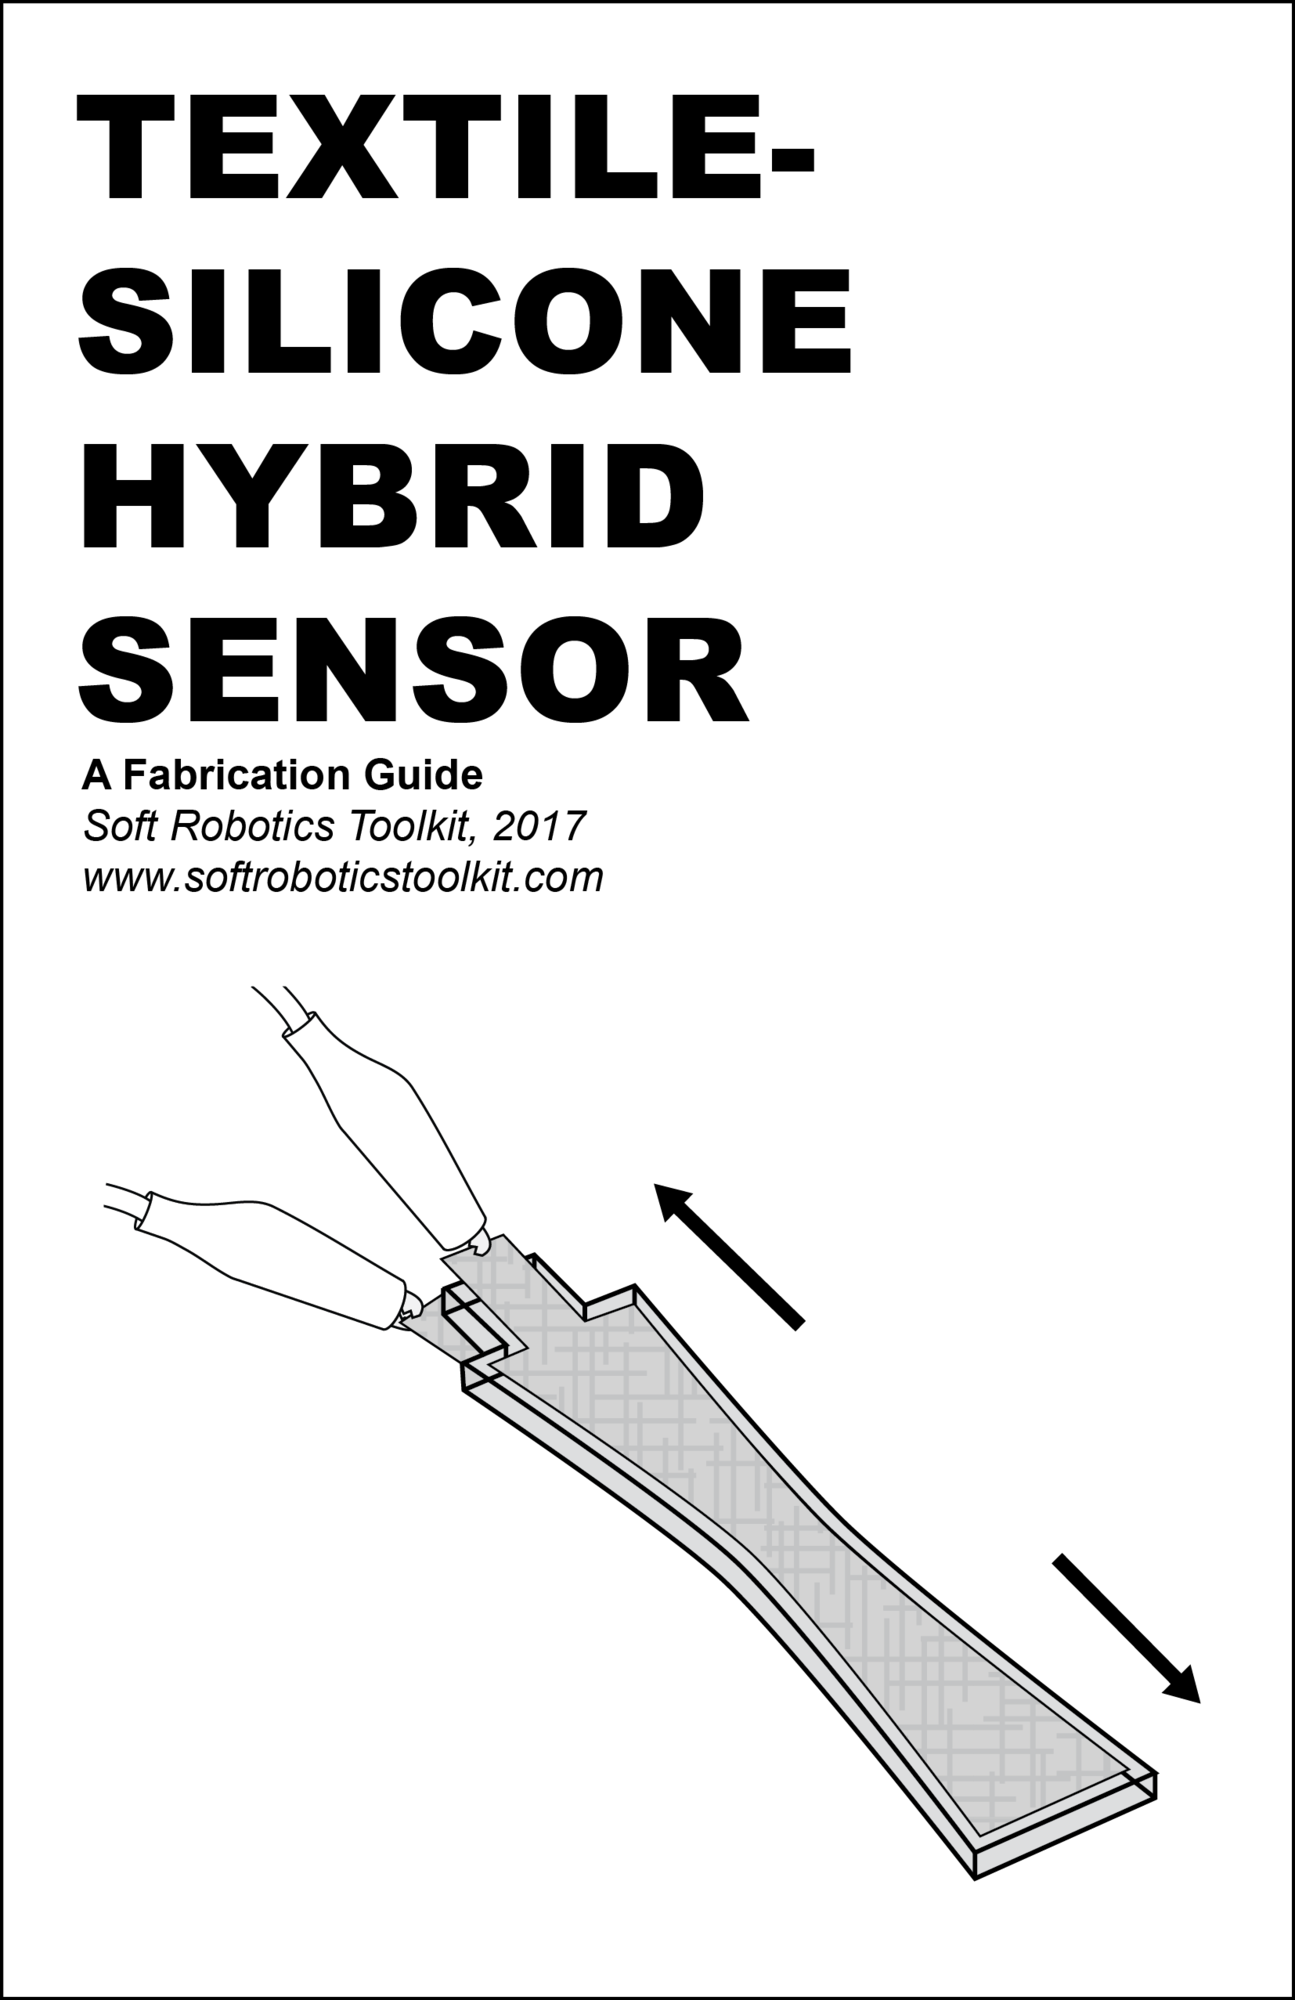 TEXTILE-
SILICONE
HYBRID
SENSOR
A Fabrication Guide
Soft Robotics Toolkit, 2017
www.softroboticstoolkit.com